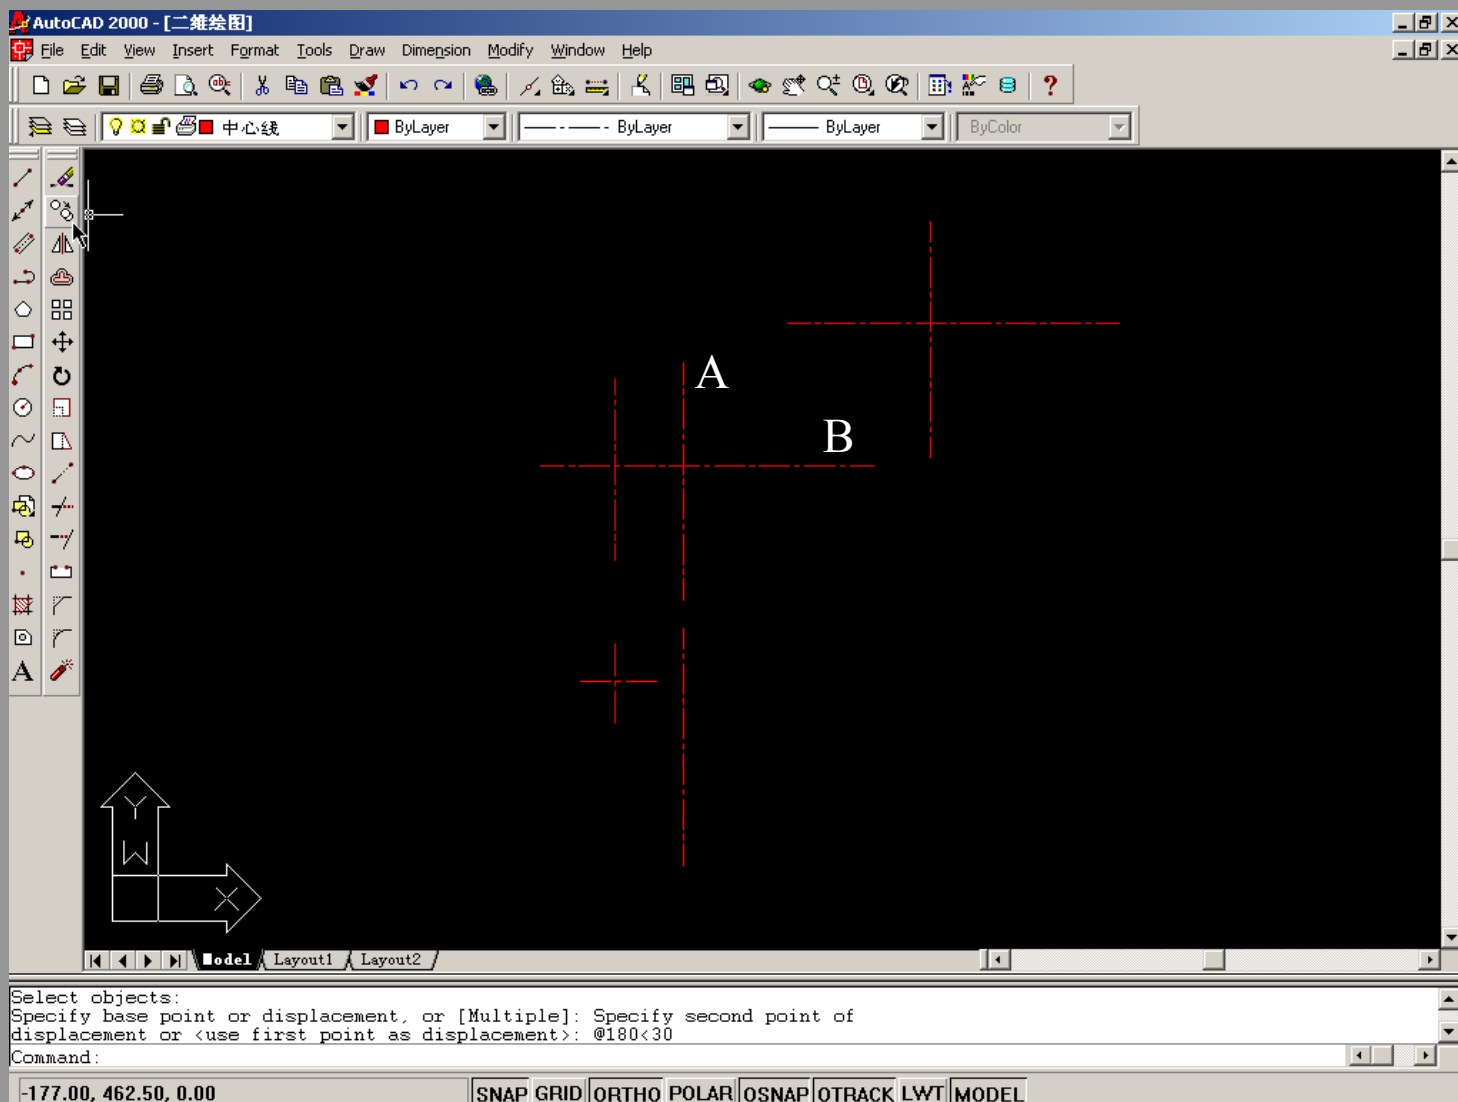 AutoCAD 2000 - [二维绘图]
File Edit View Insert Format Tools Draw Dimension Modify Window Help
中心线 ByLayer ByLayer ByLayer ByColor
A
B
Y
W
X
A
Model Layout1 Layout2
Select objects:
Specify base point or displacement, or [Multiple]: Specify second point of
displacement or <use first point as displacement>: @180<30
Command:
-177.00, 462.50, 0.00 SNAP GRID ORTHO POLAR OSNAP OTRACK LWT MODEL